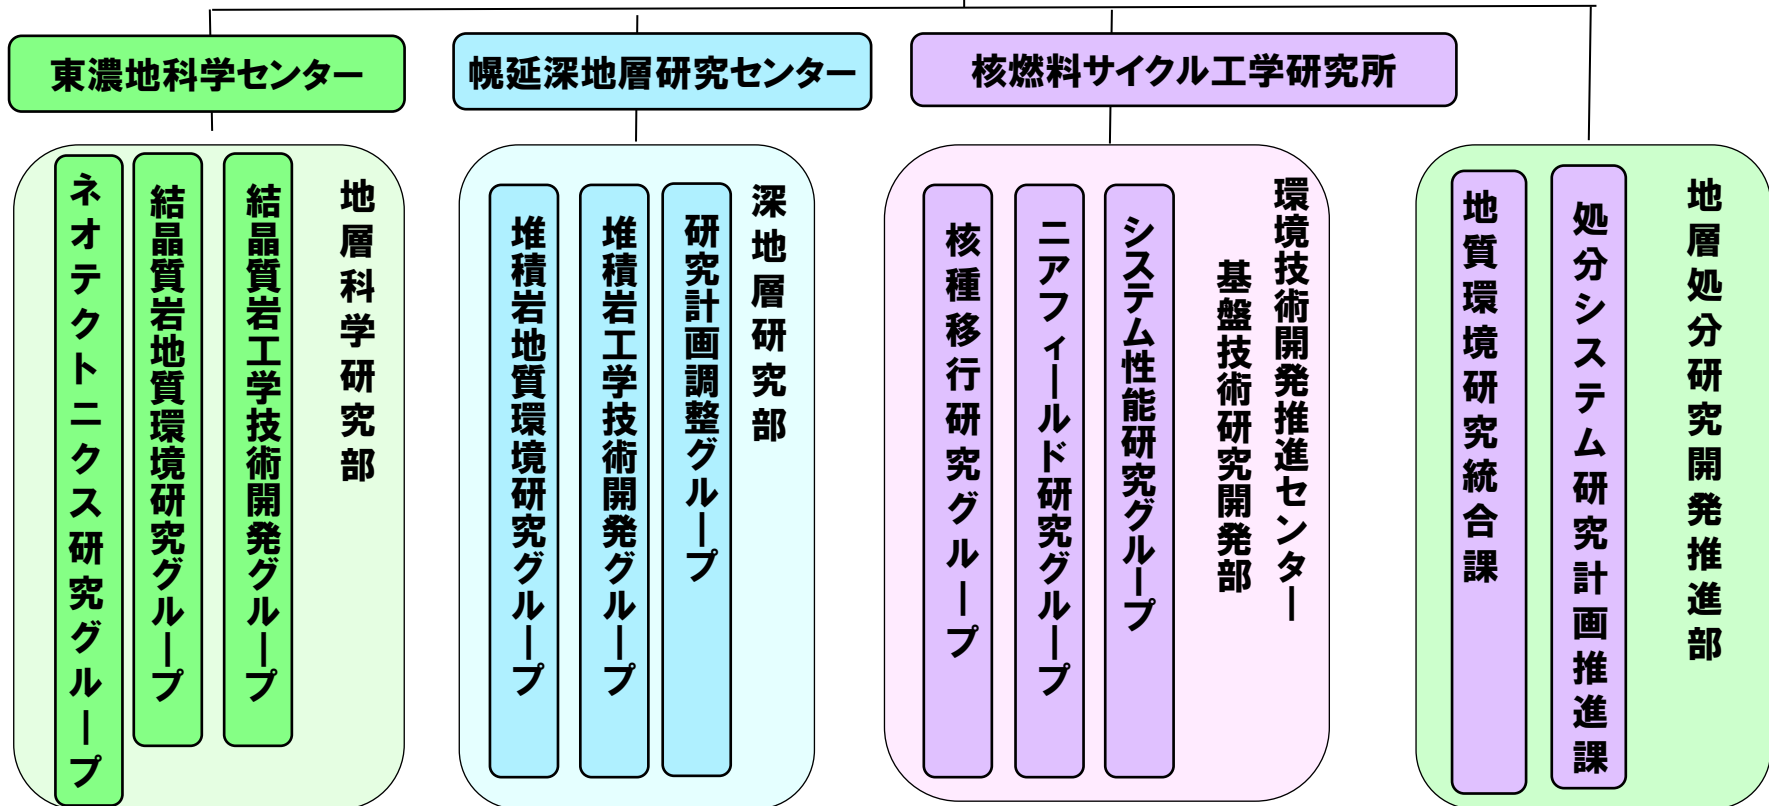 東濃地科学センター
幌延深地層研究センター
核燃料サイクル工学研究所
地層科学研究部
結晶質岩工学技術開発グループ
結晶質岩地質環境研究グループ
ネオテクトニクス研究グループ
深地層研究部
研究計画調整グループ
堆積岩工学技術開発グループ
堆積岩地質環境研究グループ
環境技術開発推進センター
基盤技術研究開発部
システム性能研究グループ
ニアフィールド研究グループ
核種移行研究グループ
地層処分研究開発推進部
処分システム研究計画推進課
地質環境研究統合課